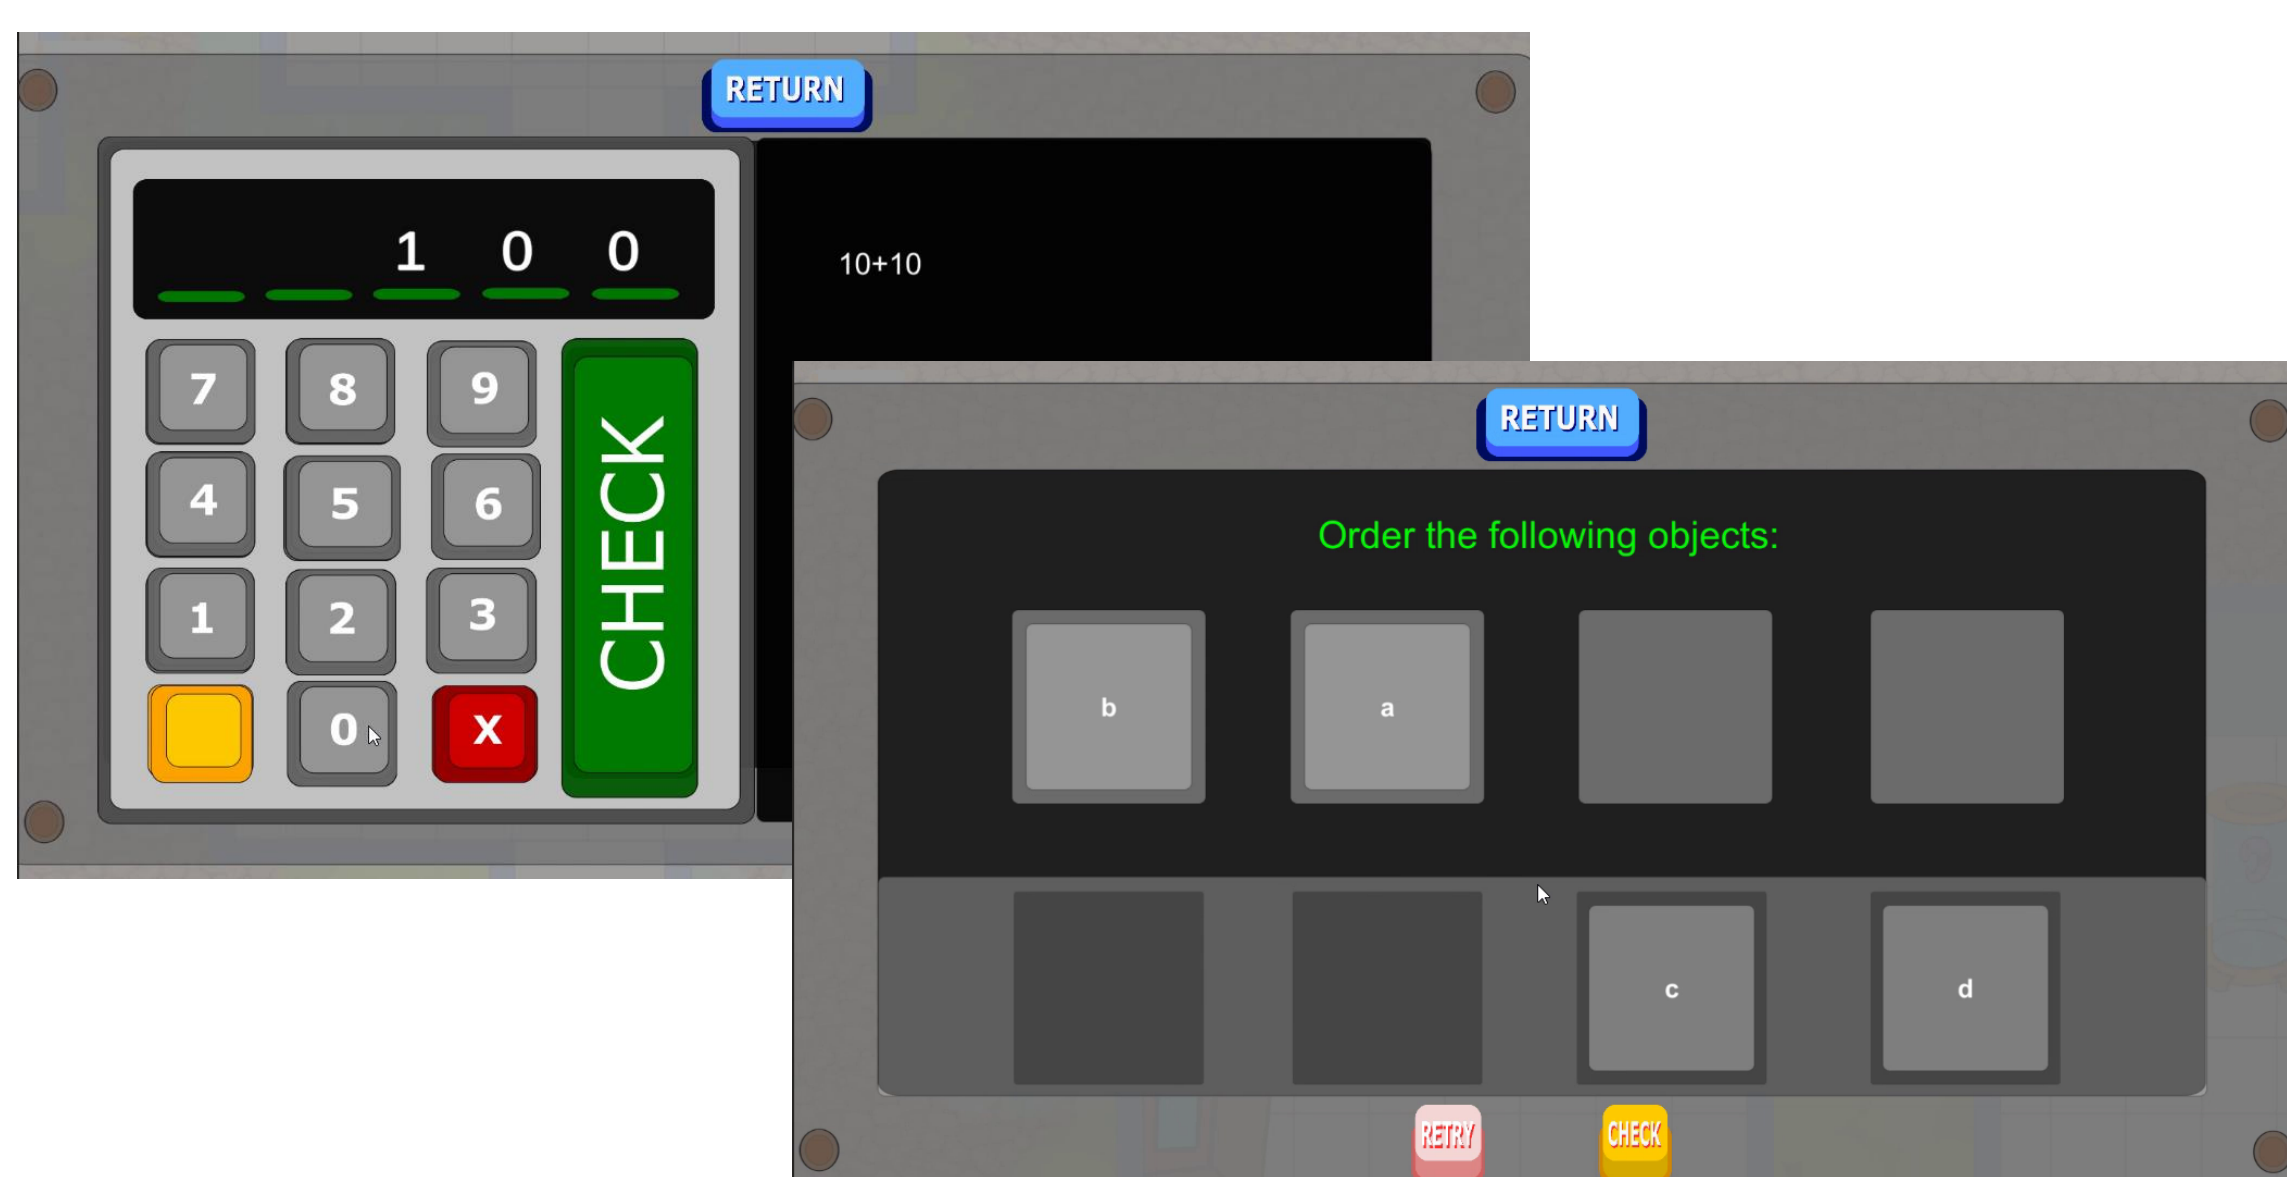 RETURN
1 0 0
10+10
7 8 9
4 5 6
CHECK
1 2 3
0 X
RETURN
Order the following objects:
b a
c d
RETRY CHECK